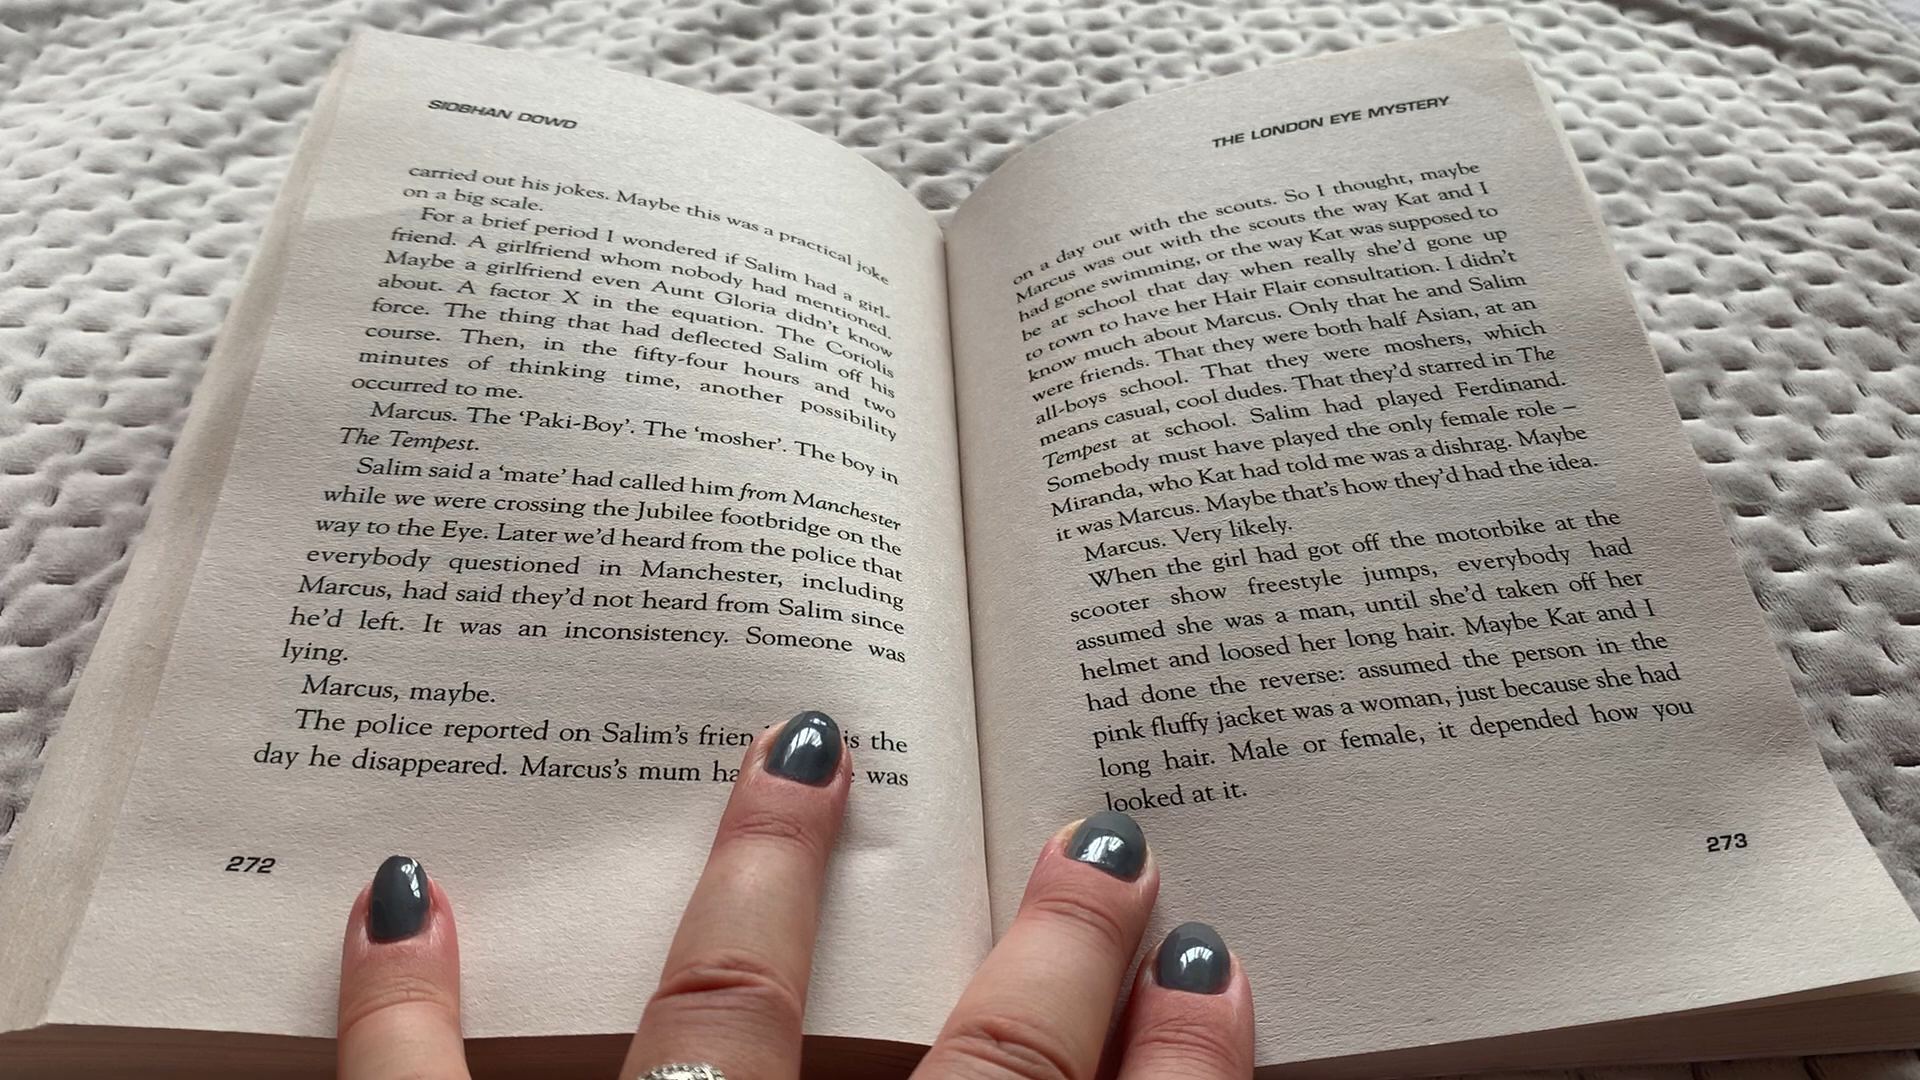 SIOBHAN DOWD
carried out his jokes. Maybe this was a practical joke
on a big scale.
For a brief period I wondered if Salim had a girl-
friend. A girlfriend whom nobody had mentioned.
Maybe a girlfriend even Aunt Gloria didn't know
about. A factor X in the equation. The Coriolis
force. The thing that had deflected Salim off his
course. Then, in the fifty-four hours and two
minutes of thinking time, another possibility
occurred to me.
Marcus. The 'Paki-Boy'. The 'mosher'. The boy in
The Tempest.
Salim said a 'mate' had called him from Manchester
while we were crossing the Jubilee footbridge on the
way to the Eye. Later we'd heard from the police that
everybody questioned in Manchester, including
Marcus, had said they'd not heard from Salim since
he'd left. It was an inconsistency. Someone was
lying.
Marcus, maybe.
The police reported on Salim's the
day he disappeared. Marcus's mum was
272
THE LONDON EYE MYSTERY
on a day out with the scouts. So I thought, maybe
Marcus was out with the scouts the way Kat and I
had gone swimming, or the way Kat was supposed to
be at school that day when really she'd gone up
to town to have her Hair Flair consultation. I didn't
know much about Marcus. Only that he and Salim
were friends. That they were both half Asian, at an
all-boys school. That they were moshers, which
means casual, cool dudes. That they'd starred in The
Tempest at school. Salim had played Ferdinand.
Somebody must have played the only female role –
Miranda, who Kat had told me was a dishrag. Maybe
it was Marcus. Maybe that's how they'd had the idea.
Marcus. Very likely.
When the girl had got off the motorbike at the
scooter show freestyle jumps, everybody had
assumed she was a man, until she'd taken off her
helmet and loosed her long hair. Maybe Kat and I
had done the reverse: assumed the person in the
pink fluffy jacket was a woman, just because she had
long hair. Male or female, it depended how you
looked at it.
273